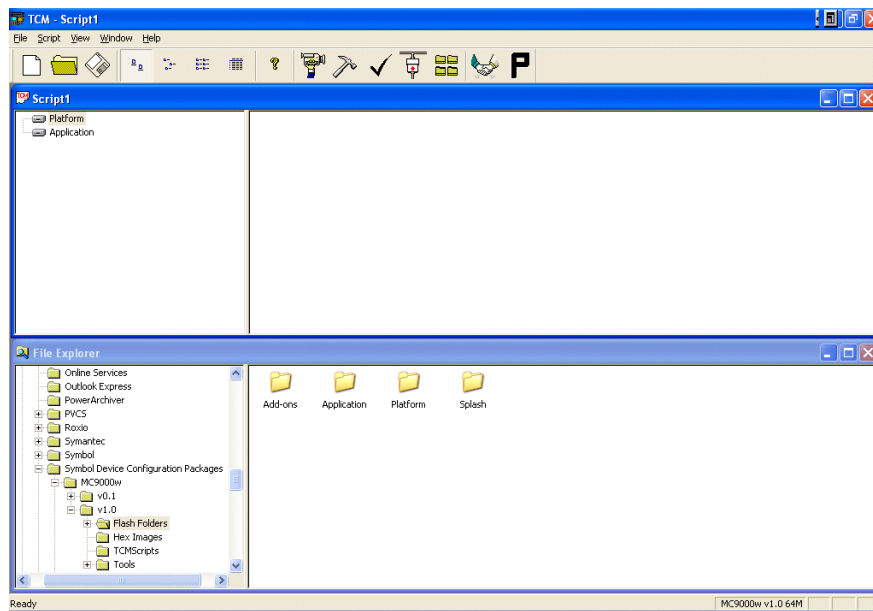 TCM - Script1
File Script View Window Help
TCM Script1
Platform
Application
File Explorer
Online Services
Outlook Express
PowerArchiver
PVCS
Roxio
Symantec
Symbol
Symbol Device Configuration Packages
MC9000w
v0.1
v1.0
Flash Folders
Hex Images
TCMScripts
Tools
Add-ons Application Platform Splash
Ready MC9000w v1.0 64M